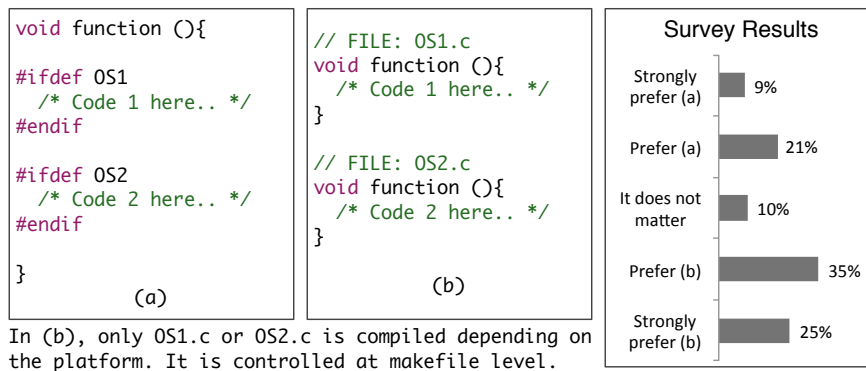 void function (){
#ifdef OS1
/* Code 1 here.. */
#endif
#ifdef OS2
/* Code 2 here.. */
#endif
}
(a)
// FILE: OS1.c
void function (){
/* Code 1 here.. */
}
// FILE: OS2.c
void function (){
/* Code 2 here.. */
}
(b)
In (b), only OS1.c or OS2.c is compiled depending on
the platform. It is controlled at makefile level.
Survey Results
Strongly
prefer (a)
9%
Prefer (a)
21%
It does not
matter
10%
Prefer (b)
35%
Strongly
prefer (b)
25%